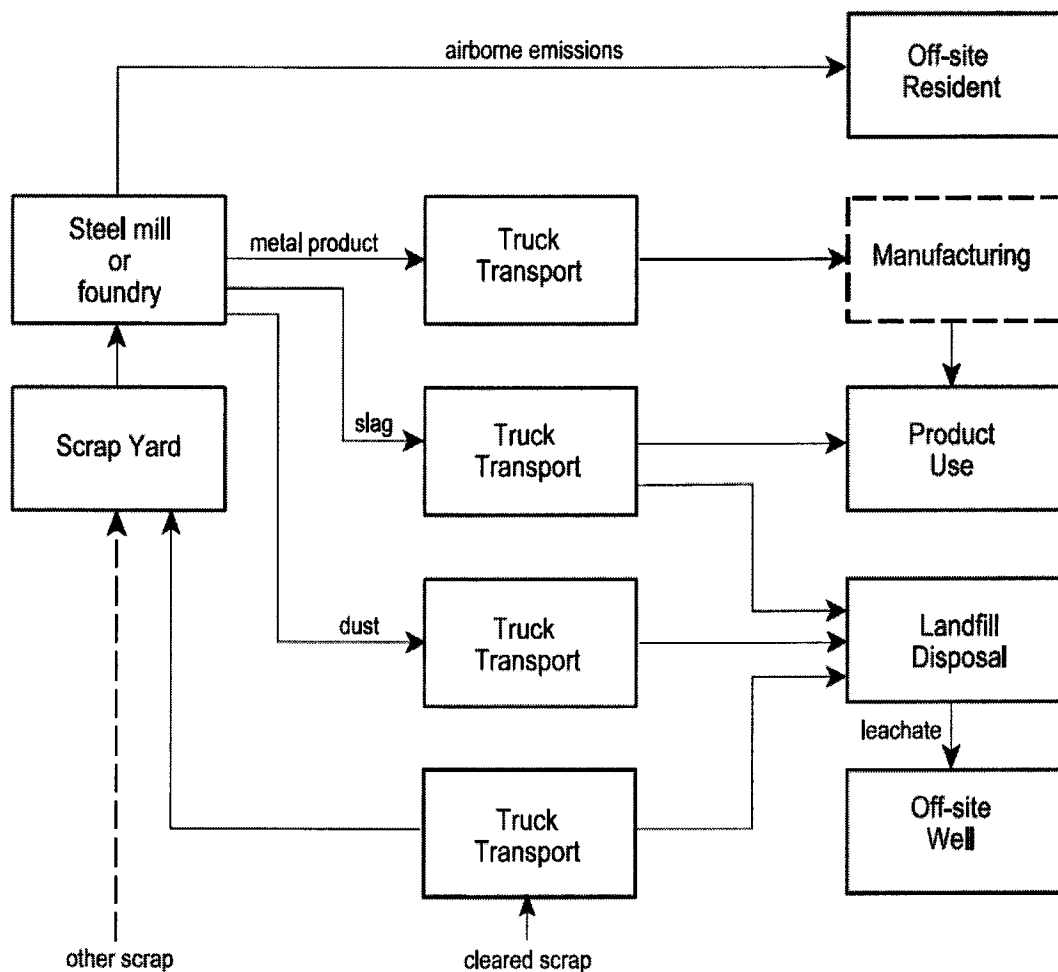 airborne emissions
Off-site
Resident
Steel mill
or
foundry
metal product
Truck
Transport
Manufacturing
Scrap Yard
slag
Truck
Transport
Product
Use
dust
Truck
Transport
Landfill
Disposal
leachate
Truck
Transport
Off-site
Well
other scrap
cleared scrap